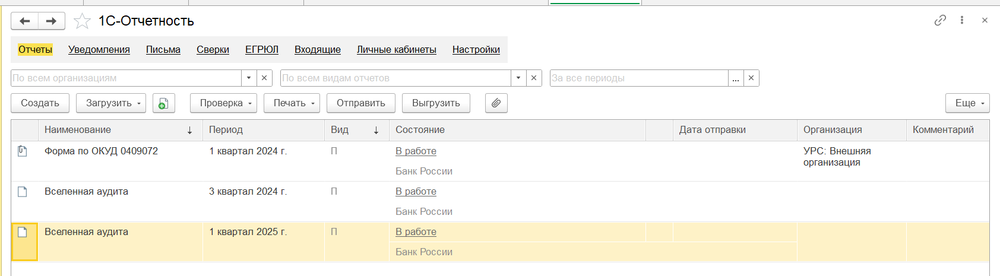 1С-Отчетность
Отчеты Уведомления Письма Сверки ЕГРЮЛ Входящие Личные кабинеты Настройки
По всем организациям По всем видам отчетов За все периоды ...
Создать Загрузить Проверка Печать Отправить Выгрузить Еще
Наименование Период Вид Состояние Дата отправки Организация Комментарий
Форма по ОКУД 0409072 1 квартал 2024 г. П В работе УРС: Внешняя
организация
Банк России
Вселенная аудита 3 квартал 2024 г. П В работе
Банк России
Вселенная аудита 1 квартал 2025 г. П В работе
Банк России